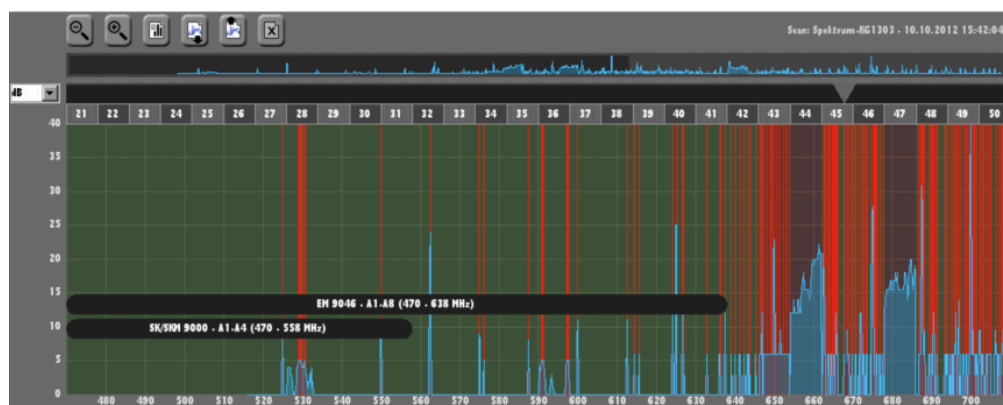 Scan: Spektrum-KG1303 - 10.10.2012 15:42:04
dB
21 22 23 24 25 26 27 28 29 30 31 32 33 34 35 36 37 38 39 40 41 42 43 44 45 46 47 48 49 50
40
35
30
25
20
15
EM 9046 - A1-A8 (470 - 638 MHz)
10
SK/SKM 9000 - A1-A4 (470 - 558 MHz)
5
0
480 490 500 510 520 530 540 550 560 570 580 590 600 610 620 630 640 650 660 670 680 690 700